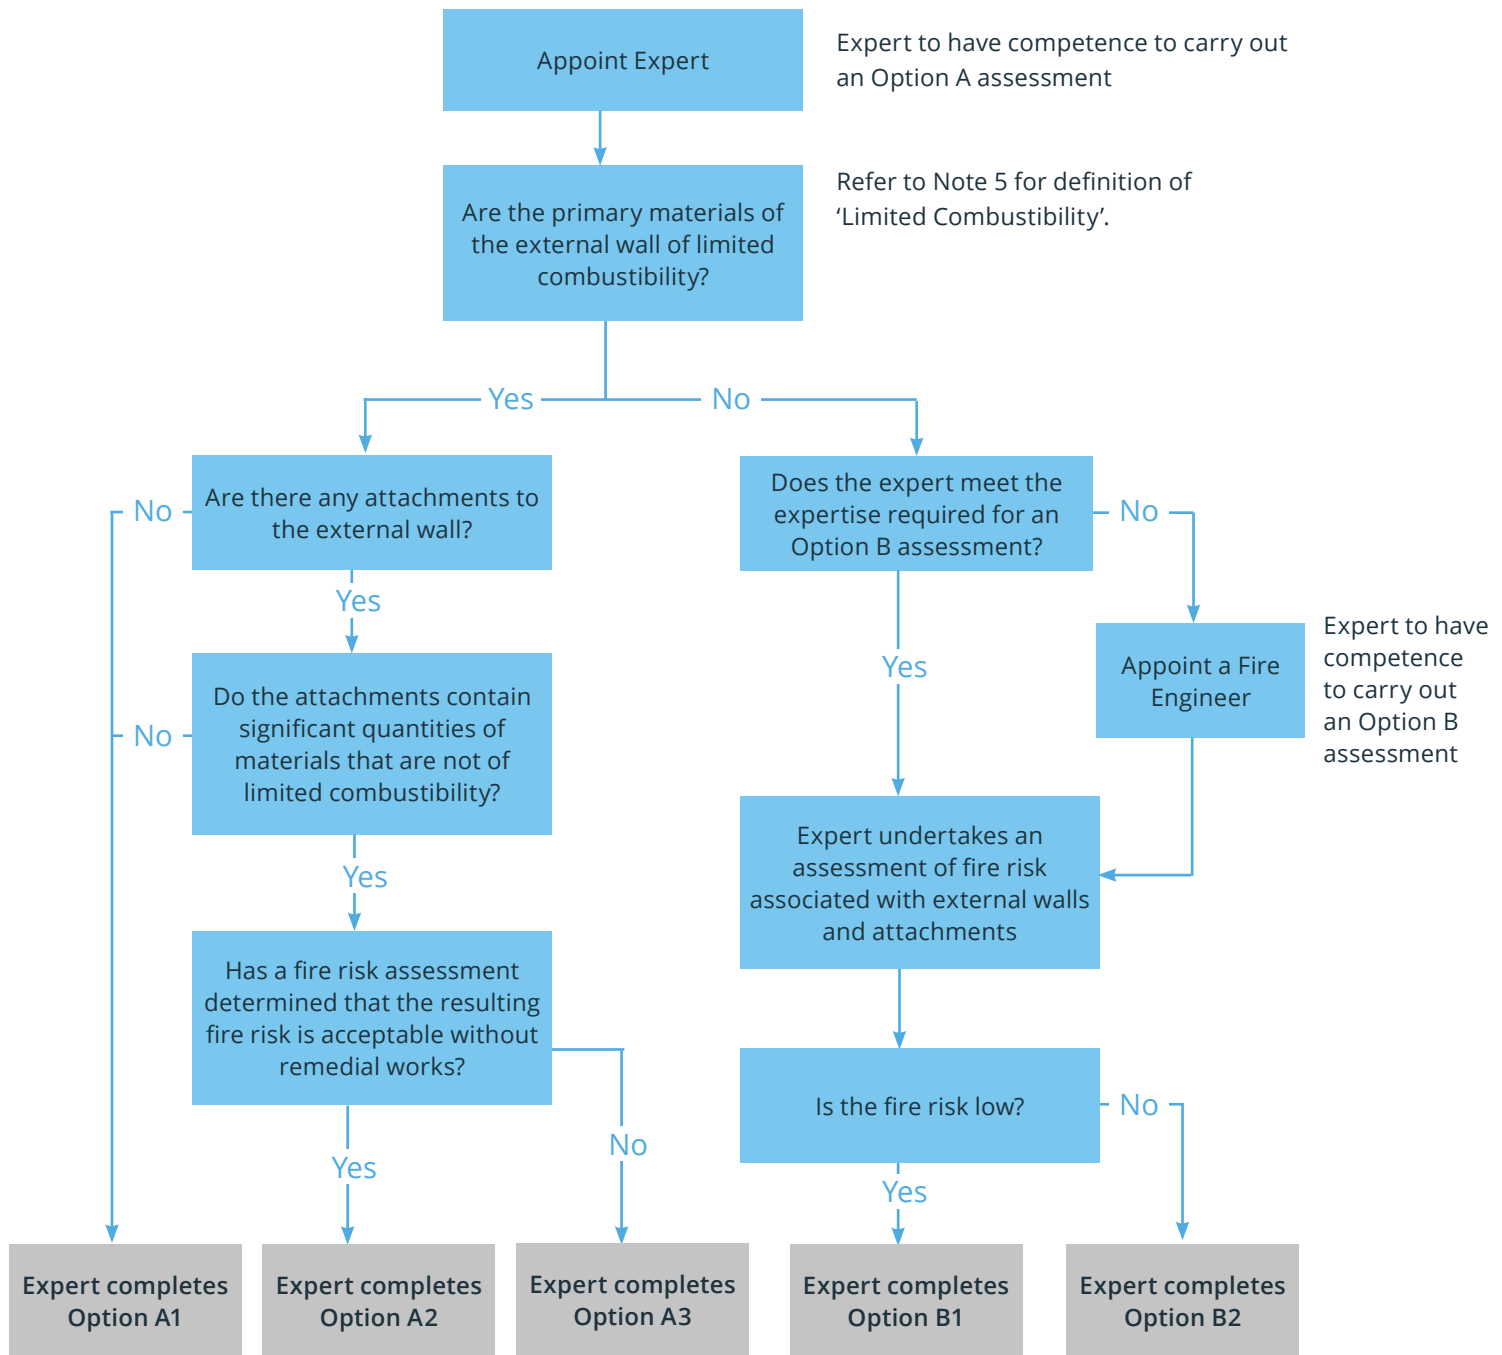 Appoint Expert
Expert to have competence to carry out
an Option A assessment
Are the primary materials of
the external wall of limited
combustibility?
Refer to Note 5 for definition of
‘Limited Combustibility’.
Yes
No
Are there any attachments to
the external wall?
No
Yes
Does the expert meet the
expertise required for an
Option B assessment?
No
Yes
Appoint a Fire
Engineer
Expert to have
competence
to carry out
an Option B
assessment
Do the attachments contain
significant quantities of
materials that are not of
limited combustibility?
No
Yes
Expert undertakes an
assessment of fire risk
associated with external walls
and attachments
Has a fire risk assessment
determined that the resulting
fire risk is acceptable without
remedial works?
Yes
No
Is the fire risk low?
No
Yes
Expert completes
Option A1
Expert completes
Option A2
Expert completes
Option A3
Expert completes
Option B1
Expert completes
Option B2